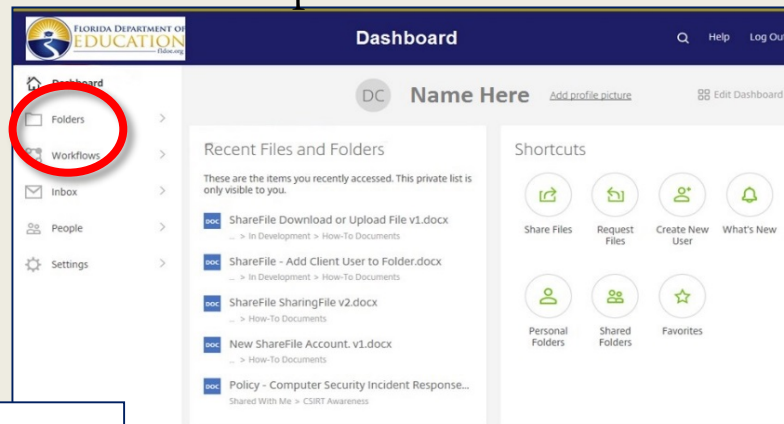 FLORIDA DEPARTMENT OF
EDUCATION
fldoe.org
Dashboard
Help
Log Out
Dashboard
Folders
Workflows
Inbox
People
Settings
DC
Name Here
Add profile picture
Edit Dashboard
Recent Files and Folders
These are the items you recently accessed. This private list is
only visible to you.
DOC ShareFile Download or Upload File v1.docx
... > In Development > How-To Documents
DOC ShareFile - Add Client User to Folder.docx
... > In Development > How-To Documents
DOC ShareFile SharingFile v2.docx
... > How-To Documents
DOC New ShareFile Account. v1.docx
... > How-To Documents
DOC Policy - Computer Security Incident Response...
Shared With Me > CSIRT Awareness
Shortcuts
Share Files
Request
Files
Create New
User
What's New
Personal
Folders
Shared
Folders
Favorites